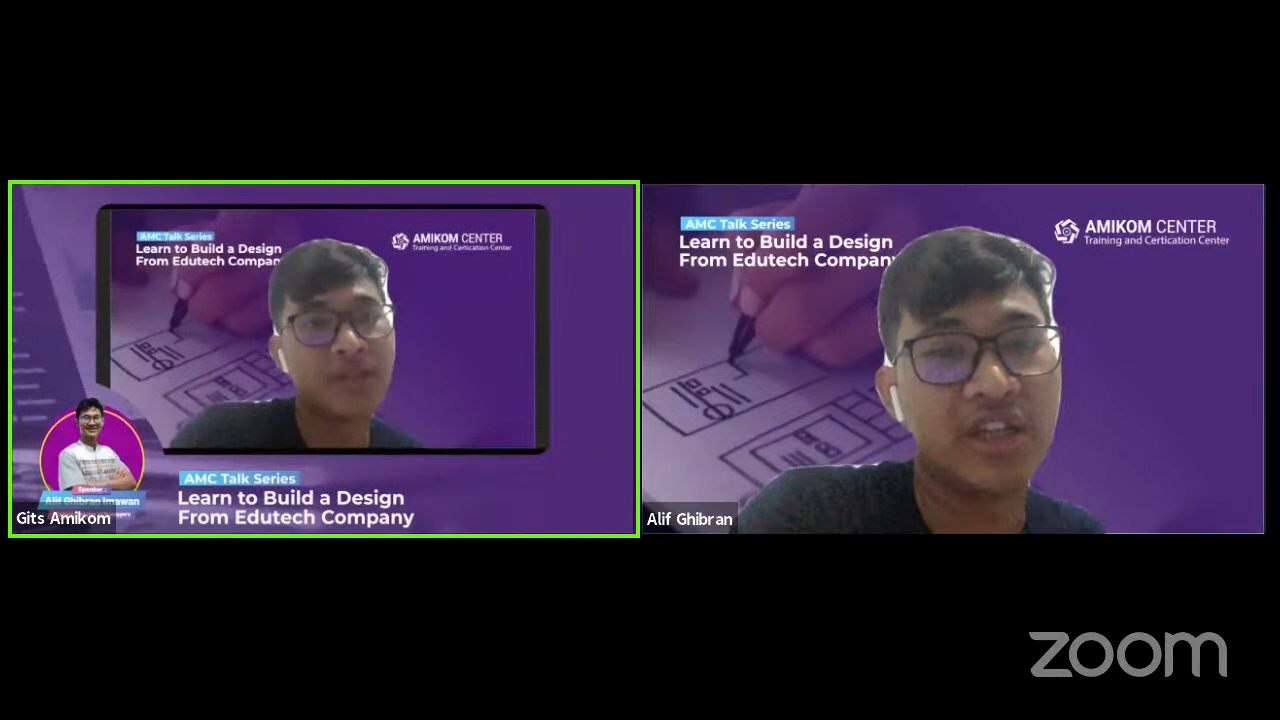 AMC Talk Series
Learn to Build a Design
From Edutech Compan
AMIKOM CENTER
Training and Certication Center
Speaker :
Alif Ghibran Imawan
Gits Amikom
AMC Talk Series
Learn to Build a Design
From Edutech Company
AMC Talk Series
Learn to Build a Design
From Edutech Company
AMIKOM CENTER
Training and Certication Center
Alif Ghibran
zoom